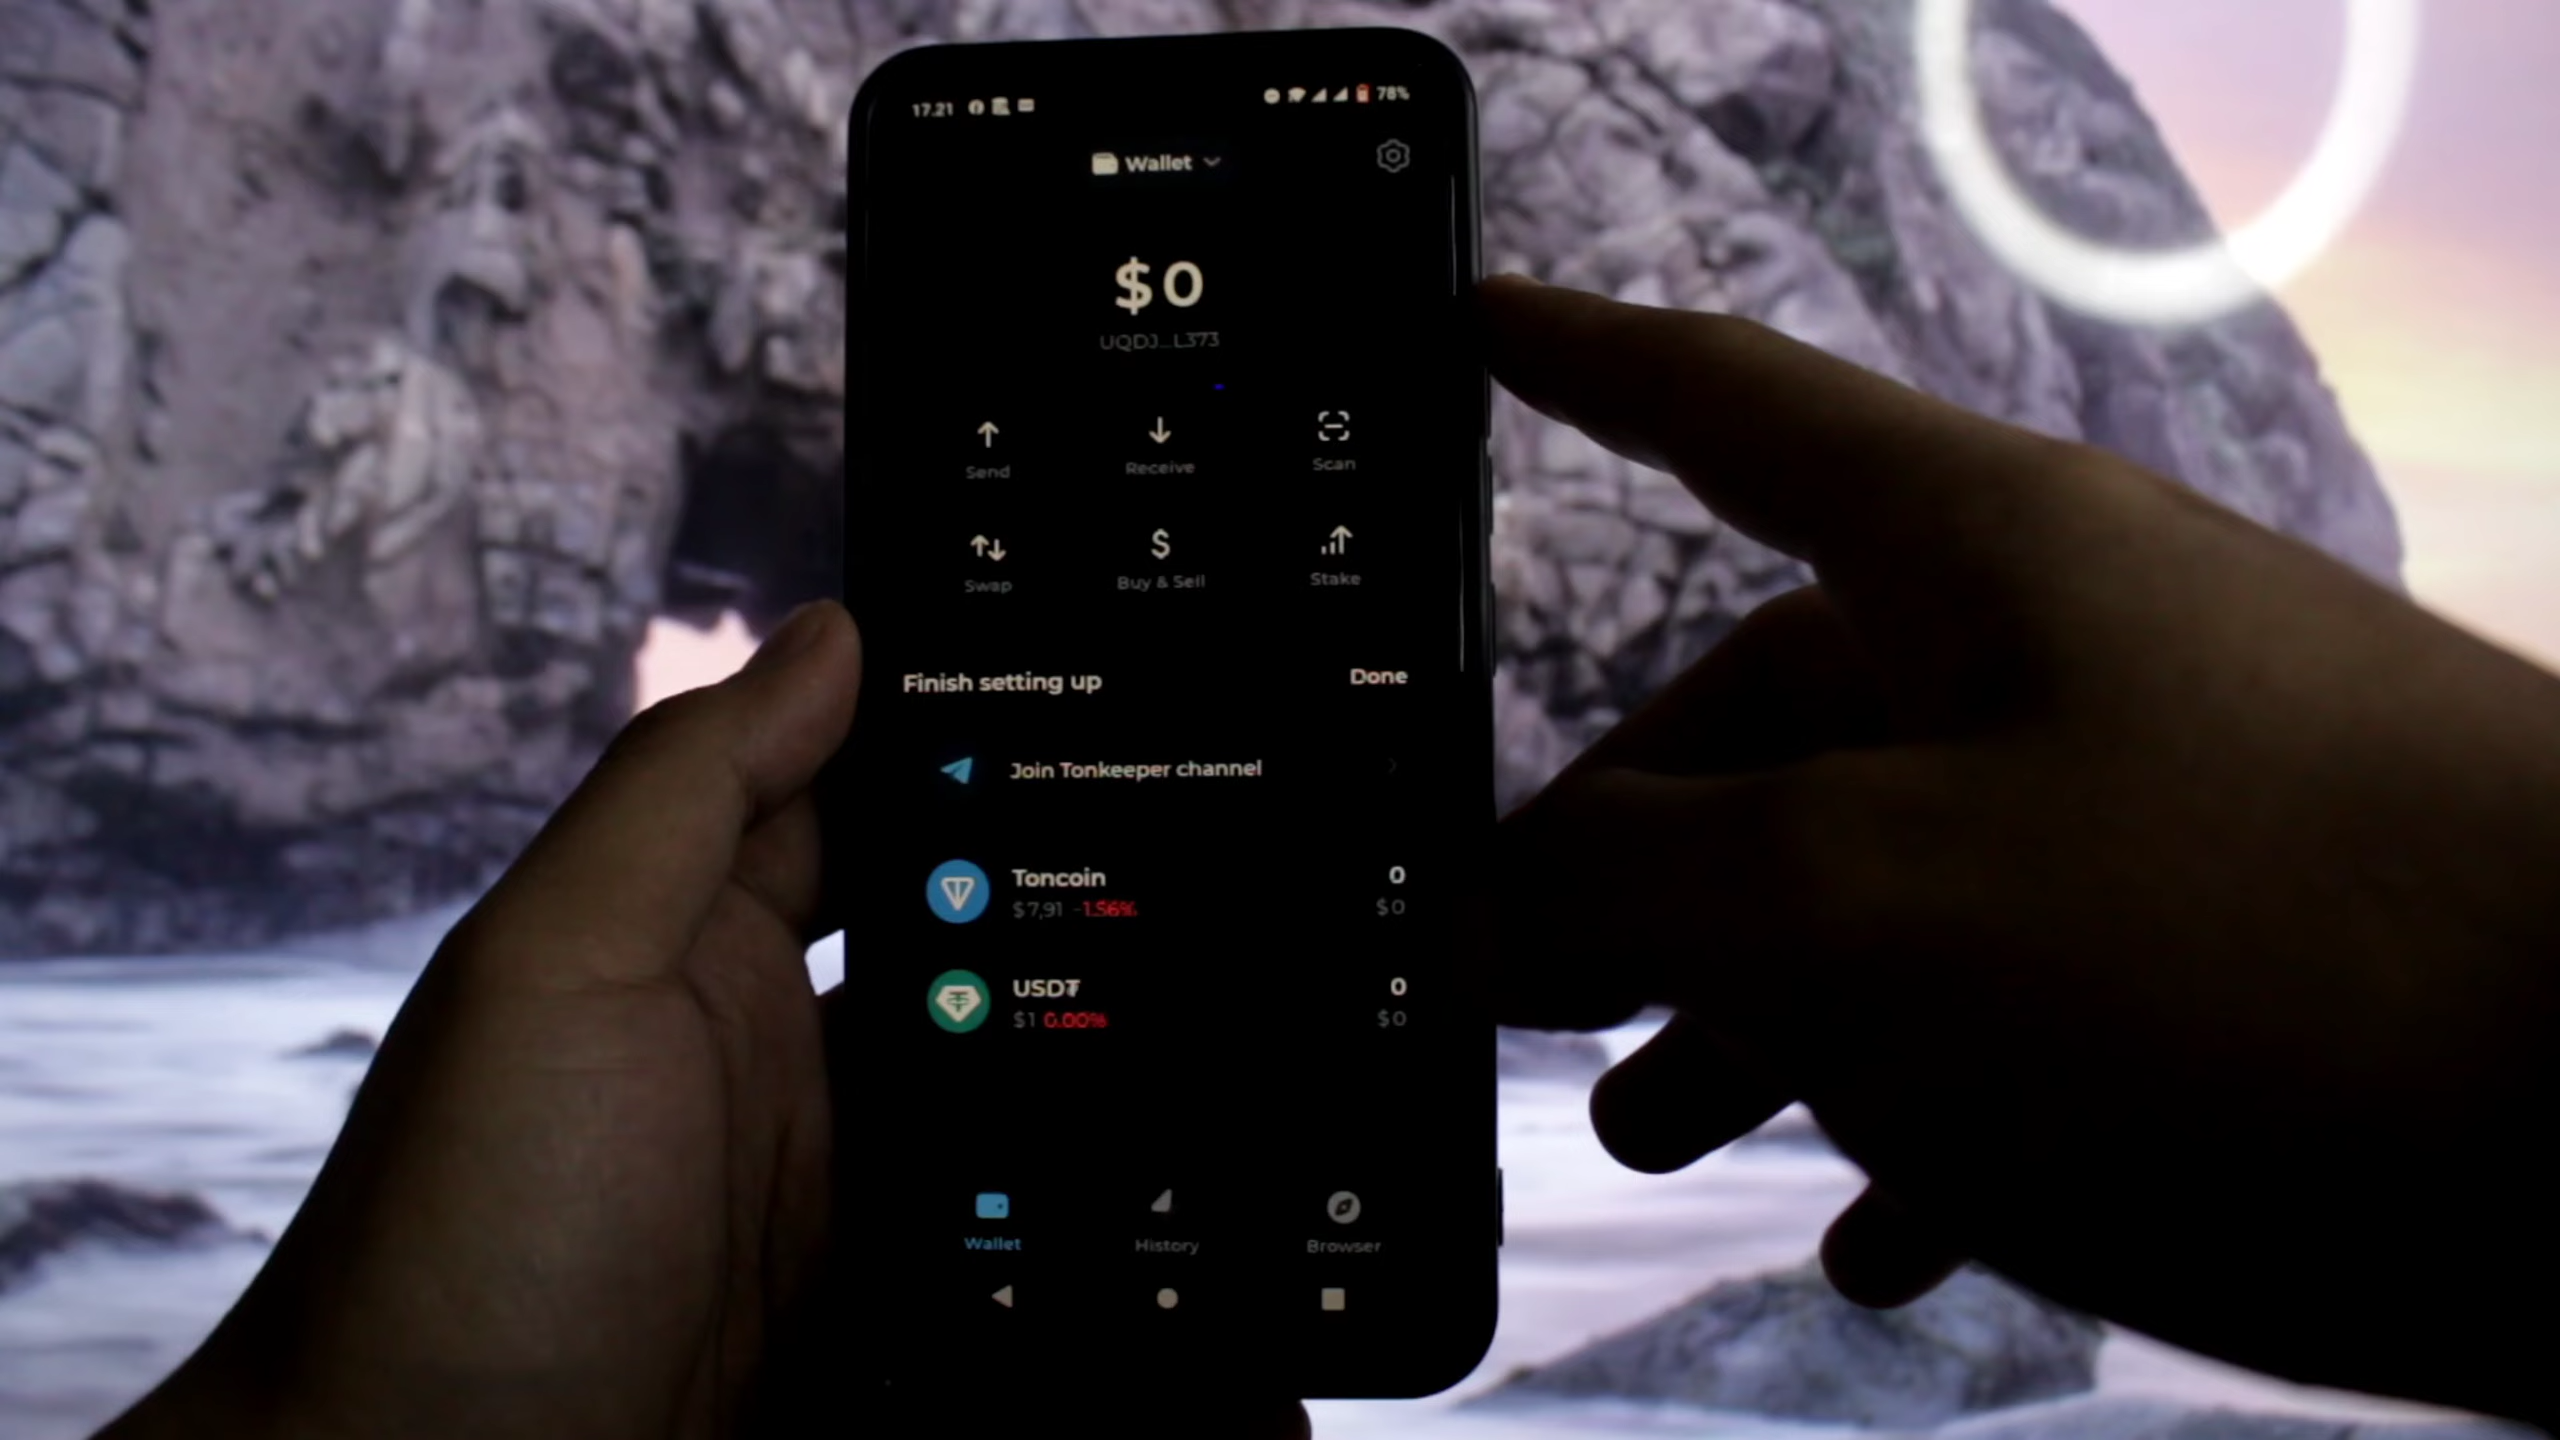 17.21 78%
Wallet
$0
UQDJ...L373
Send Receive Scan
Swap Buy & Sell Stake
Finish setting up Done
Join Tonkeeper channel
Toncoin 0
$7,91 -1.56% $0
USD₮ 0
$1 0.00% $0
Wallet History Browser